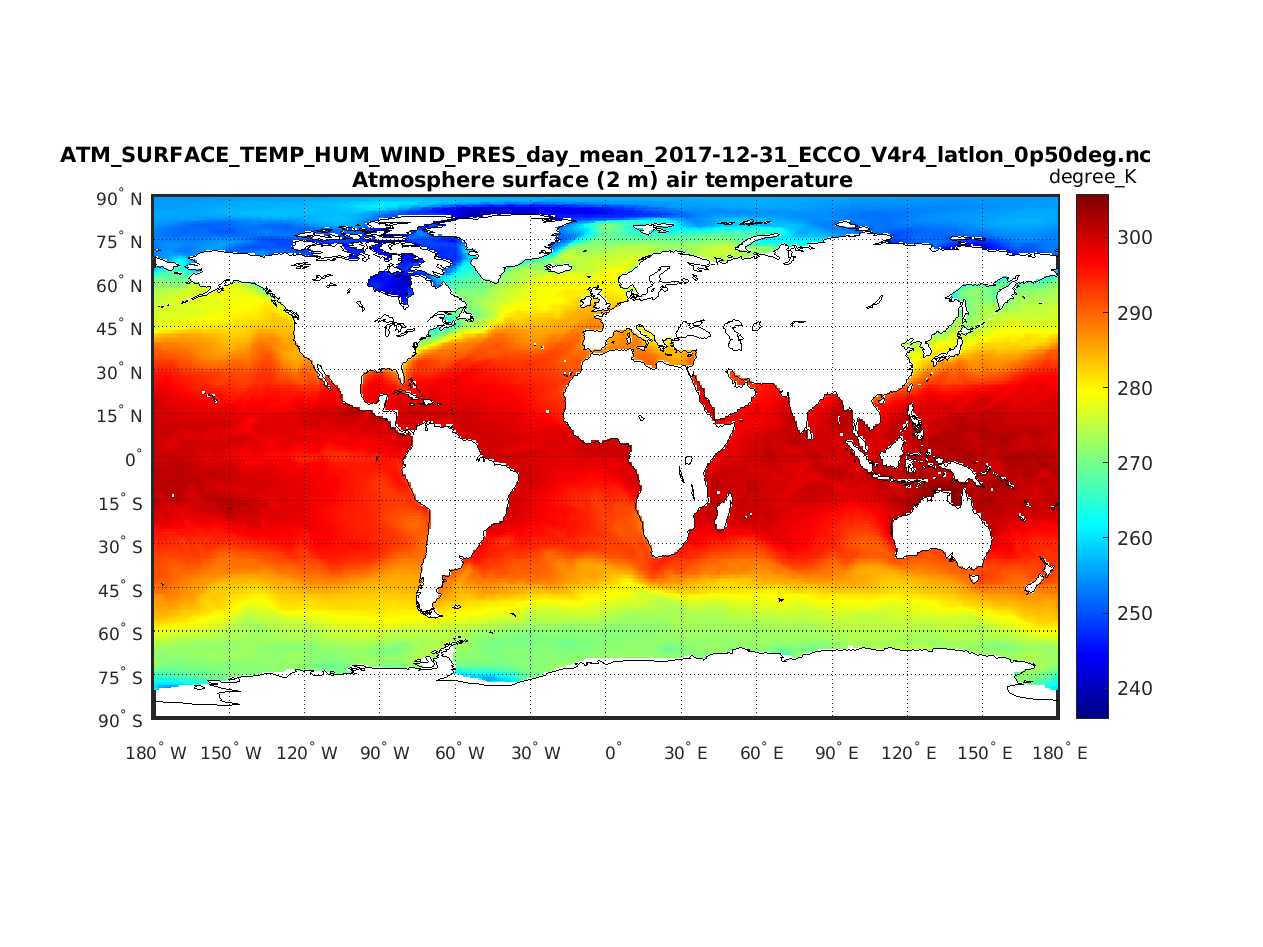 ATM_SURFACE_TEMP_HUM_WIND_PRES_day_mean_2017-12-31_ECCO_V4r4_latlon_0p50deg.nc
Atmosphere surface (2 m) air temperature
degree_K
90° N
75° N
60° N
45° N
30° N
15° N
0°
15° S
30° S
45° S
60° S
75° S
90° S
180° W 150° W 120° W 90° W 60° W 30° W 0° 30° E 60° E 90° E 120° E 150° E 180° E
300
290
280
270
260
250
240